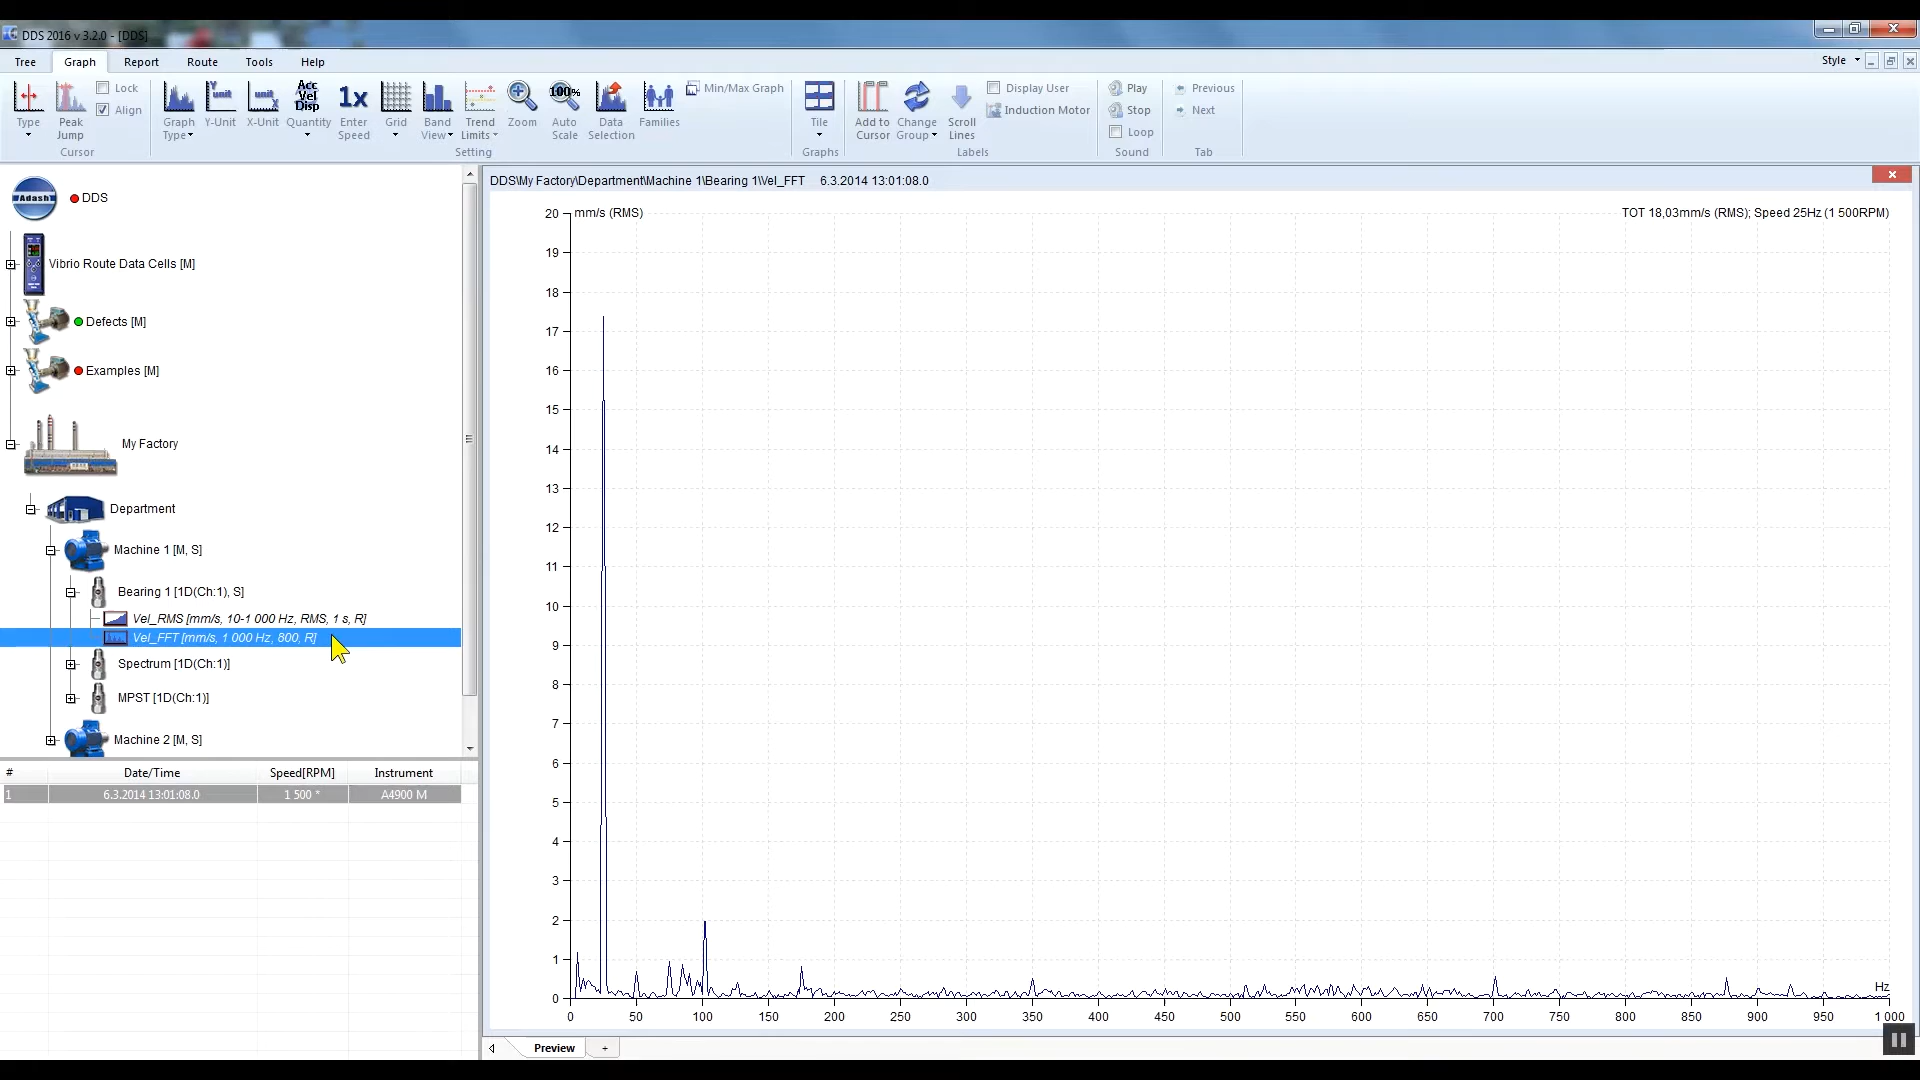 DDS 2016 v 3.2.0 - [DDS]
Tree Graph Report Route Tools Help Style
Type
Peak Jump
Lock
Align
Cursor
Graph Type
Y unit
Y-Unit
unit X
X-Unit
Acc Vel Disp
Quantity
1x
Enter Speed
Grid
Band View
Trend Limits
Zoom
100%
Auto Scale
Data Selection
Families
Min/Max Graph
Setting
Tile
Graphs
Add to Cursor
Change Group
Scroll Lines
Display User
Induction Motor
Labels
Play
Stop
Loop
Sound
Previous
Next
Tab
Adash
DDS
Vibrio Route Data Cells [M]
Defects [M]
Examples [M]
My Factory
Department
Machine 1 [M, S]
Bearing 1 [1D(Ch:1), S]
Vel_RMS [mm/s, 10-1 000 Hz, RMS, 1 s, R]
Vel_FFT [mm/s, 1 000 Hz, 800, R]
Spectrum [1D(Ch:1)]
MPST [1D(Ch:1)]
Machine 2 [M, S]
# Date/Time Speed[RPM] Instrument
1 6.3.2014 13:01:08.0 1 500 * A4900 M
DDS\My Factory\Department\Machine 1\Bearing 1\Vel_FFT 6.3.2014 13:01:08.0
mm/s (RMS)
TOT 18,03mm/s (RMS); Speed 25Hz (1 500RPM)
20
19
18
17
16
15
14
13
12
11
10
9
8
7
6
5
4
3
2
1
0
Hz
0 50 100 150 200 250 300 350 400 450 500 550 600 650 700 750 800 850 900 950 1 000
Preview +